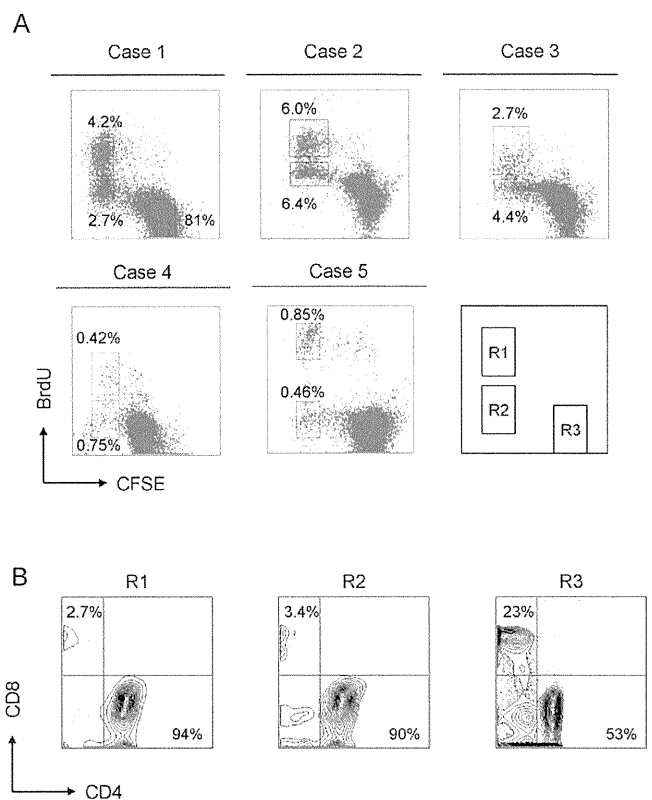 A
Case 1 Case 2 Case 3
4.2% 6.0% 2.7%
2.7% 81% 6.4% 4.4%
Case 4 Case 5
0.42% 0.85%
0.75% 0.46%
R1
R2
R3
BrdU
CFSE
B
R1 R2 R3
2.7% 3.4% 23%
94% 90% 53%
CD8
CD4